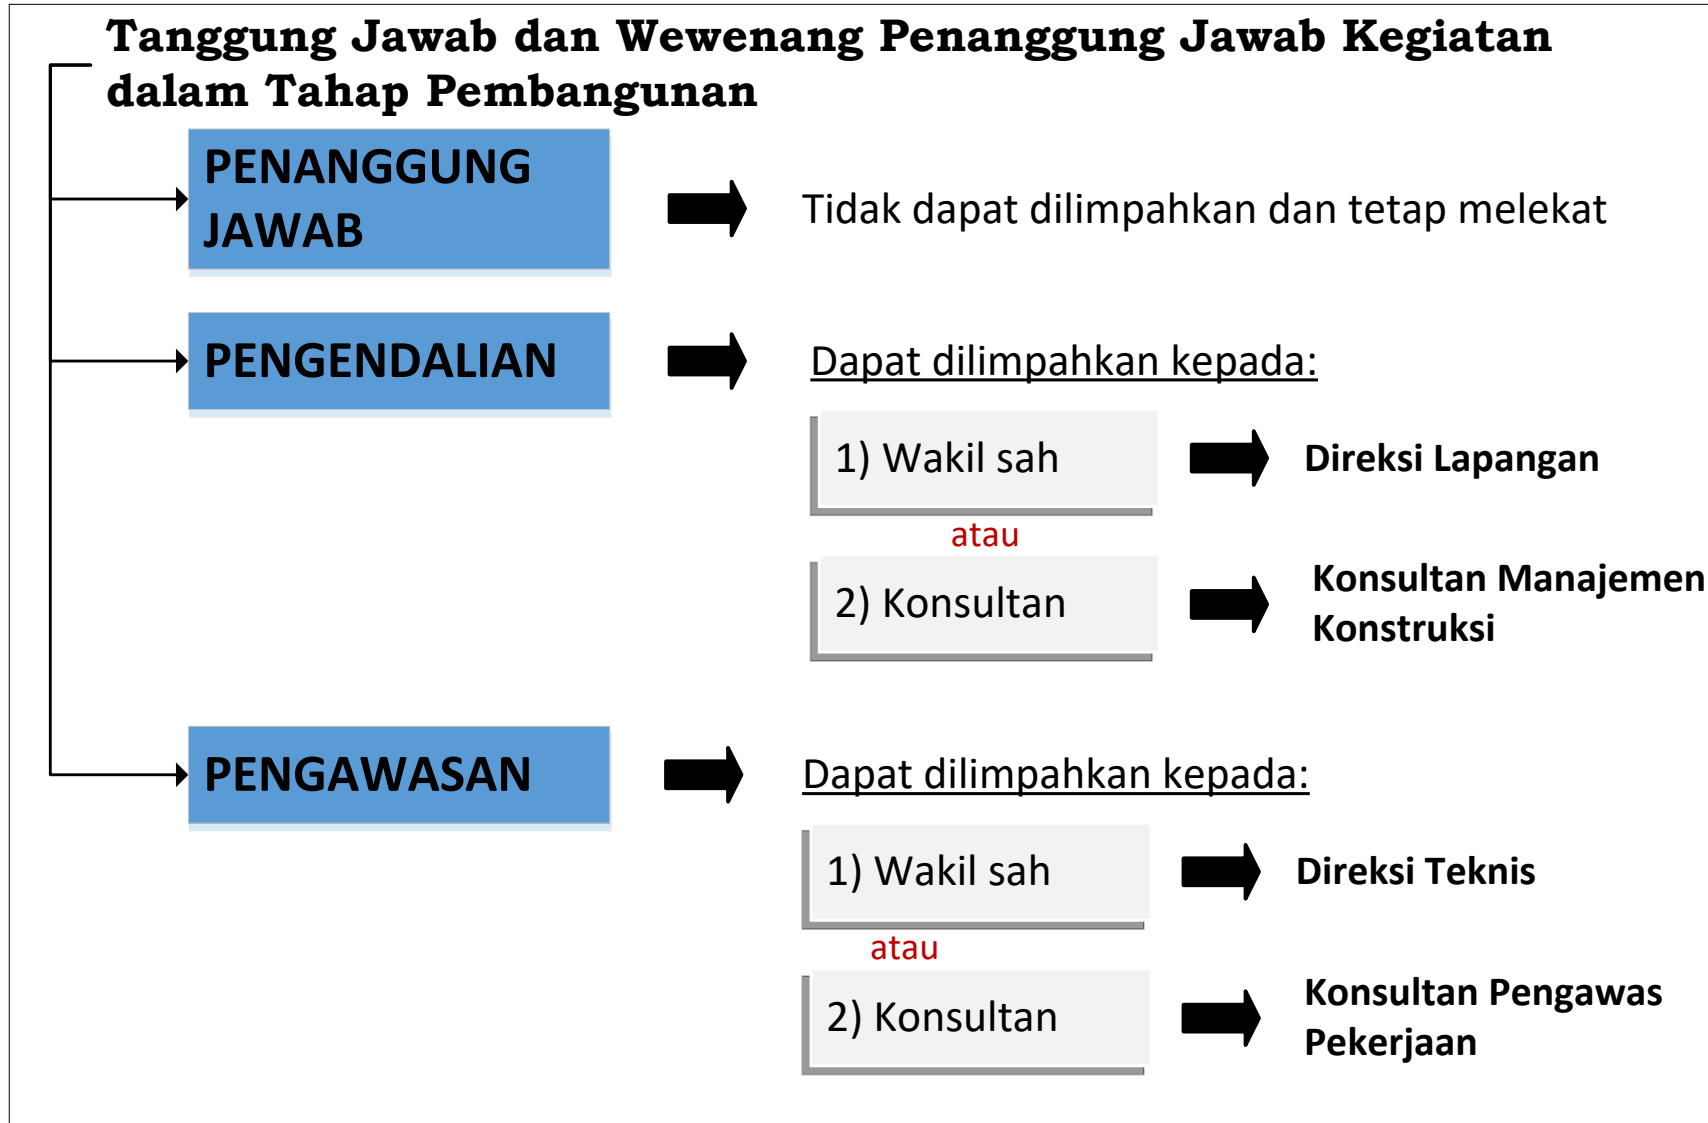 Tanggung Jawab dan Wewenang Penanggung Jawab Kegiatan
dalam Tahap Pembangunan
PENANGGUNG
JAWAB
Tidak dapat dilimpahkan dan tetap melekat
PENGENDALIAN
Dapat dilimpahkan kepada:
1) Wakil sah
Direksi Lapangan
atau
2) Konsultan
Konsultan Manajemen
Konstruksi
PENGAWASAN
Dapat dilimpahkan kepada:
1) Wakil sah
Direksi Teknis
atau
2) Konsultan
Konsultan Pengawas
Pekerjaan